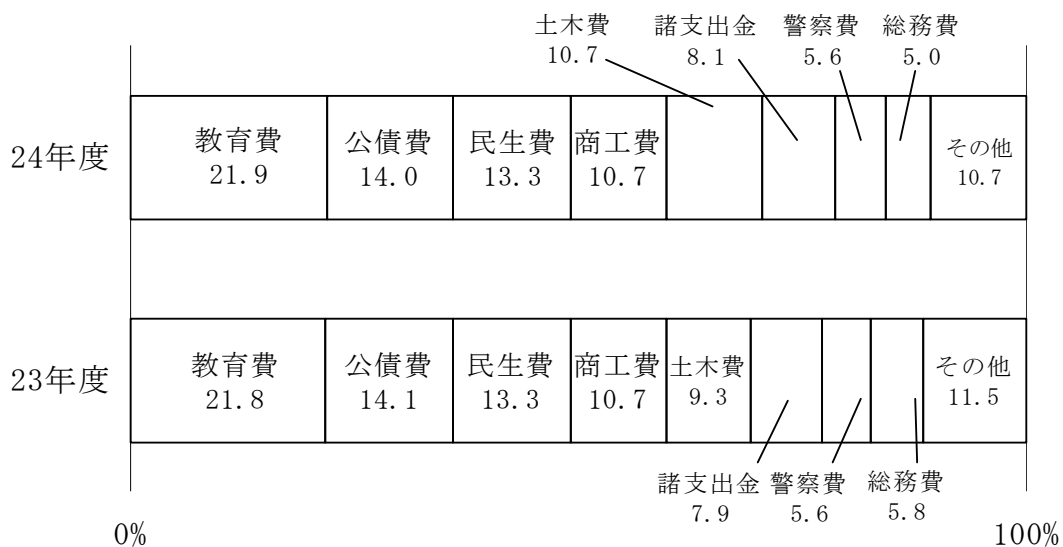 土木費
10.7
諸支出金
8.1
警察費
5.6
総務費
5.0
24年度
教育費
21.9
公債費
14.0
民生費
13.3
商工費
10.7
その他
10.7
23年度
教育費
21.8
公債費
14.1
民生費
13.3
商工費
10.7
土木費
9.3
その他
11.5
諸支出金
7.9
警察費
5.6
総務費
5.8
0%
100%